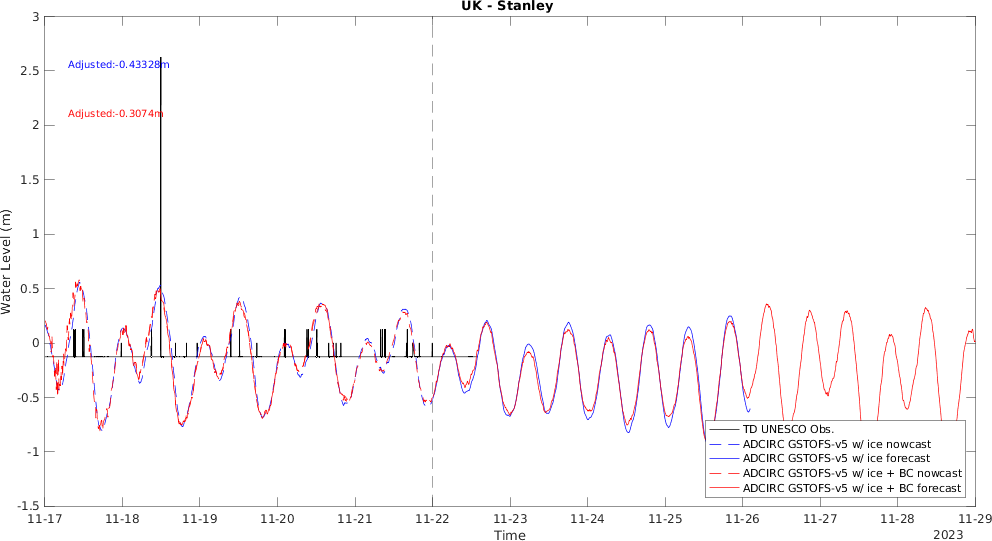 UK - Stanley
3
2.5
2
1.5
1
0.5
0
-0.5
-1
-1.5
Water Level (m)
Adjusted:-0.43328m
Adjusted:-0.3074m
TD UNESCO Obs.
ADCIRC GSTOFS-v5 w/ ice nowcast
ADCIRC GSTOFS-v5 w/ ice forecast
ADCIRC GSTOFS-v5 w/ ice + BC nowcast
ADCIRC GSTOFS-v5 w/ ice + BC forecast
11-17 11-18 11-19 11-20 11-21 11-22 11-23 11-24 11-25 11-26 11-27 11-28 11-29
Time
2023